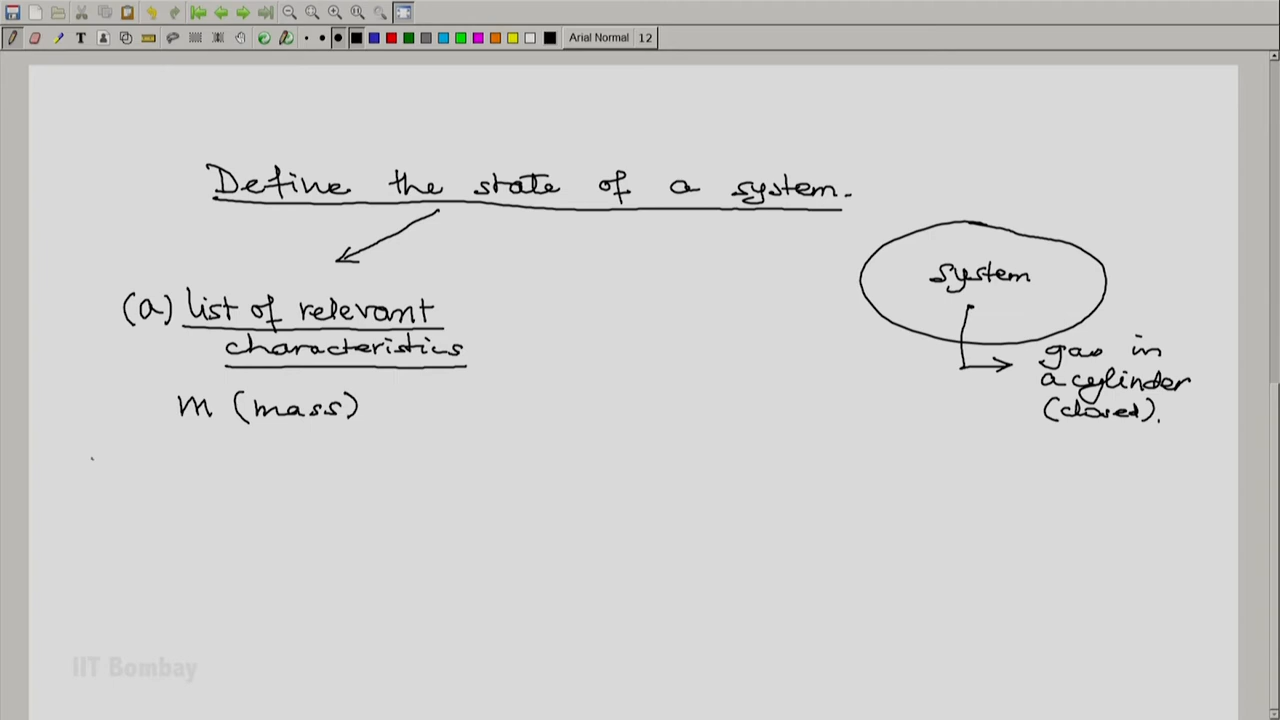 Arial Normal 12
Define the state of a system.
system
(a) list of relevant
characteristics
gas in
a cylinder
(closed).
m (mass)
IIT Bombay